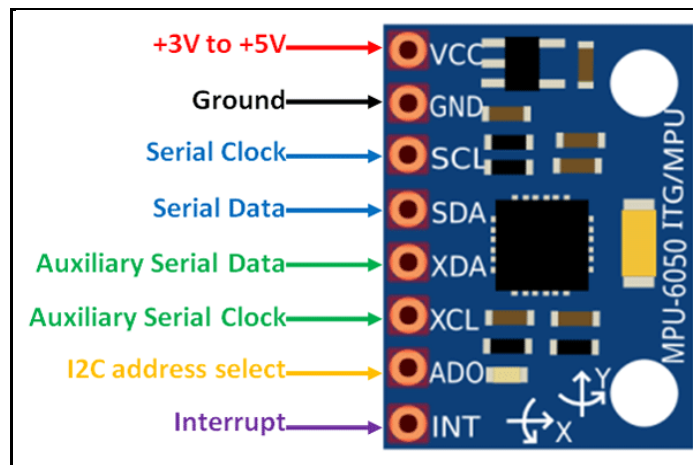 +3V to +5V VCC
Ground GND
Serial Clock SCL
Serial Data SDA
Auxiliary Serial Data XDA
Auxiliary Serial Clock XCL
I2C address select ADO
Interrupt INT
X
Y
MPU-6050 ITG/MPU